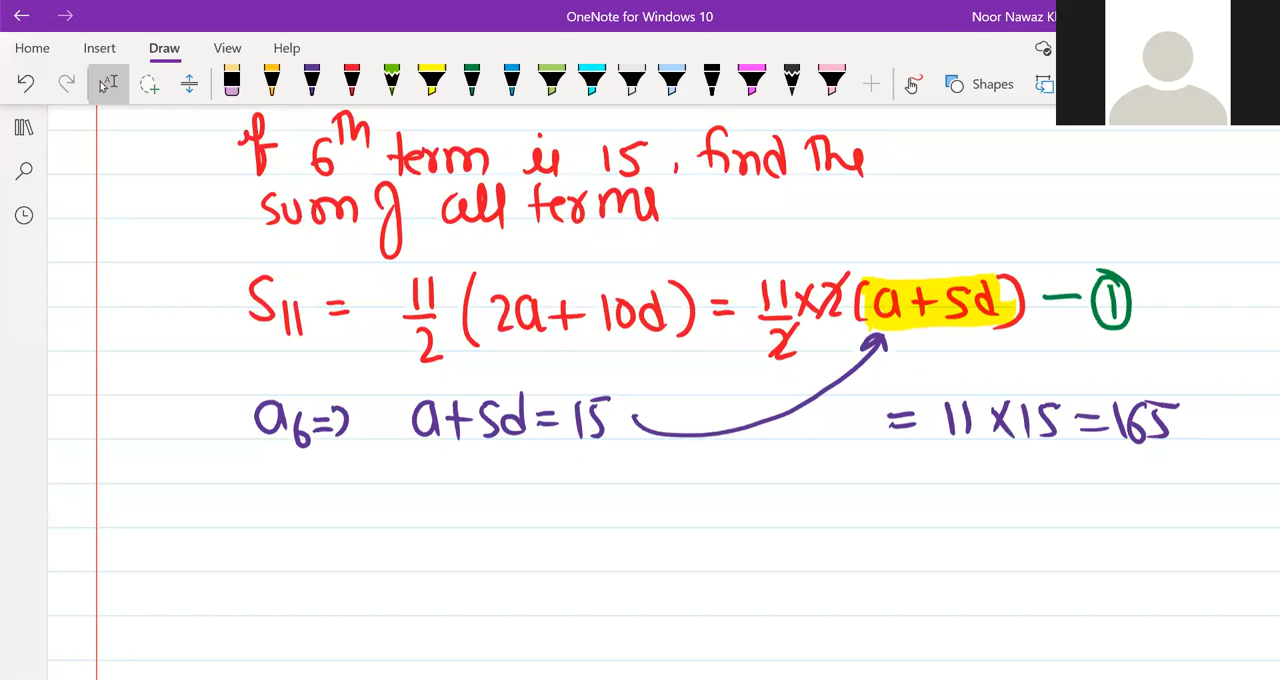 OneNote for Windows 10
Noor Nawaz Kh
Home Insert Draw View Help
Shapes
if 6th term is 15, find the
sum of all terms
S11 = 11/2 (2a + 10d) = 11/2 × 2 (a + 5d) — ①
a6 ⇒ a + 5d = 15 = 11 × 15 = 165